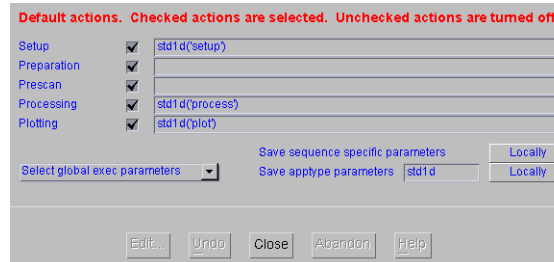 Default actions. Checked actions are selected. Unchecked actions are turned off
Setup std1d('setup')
Preparation
Prescan
Processing std1d('process')
Plotting std1d('plot')
Save sequence specific parameters Locally
Select global exec parameters Save apptype parameters std1d Locally
Edit... Undo Close Abandon Help